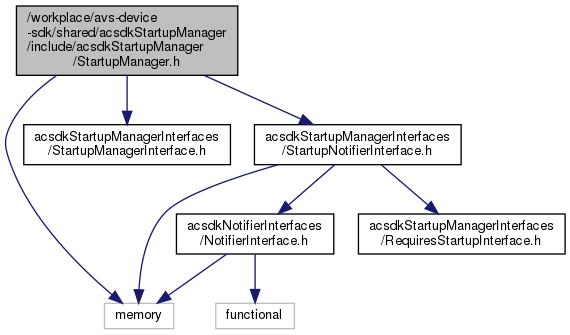 /workplace/avs-device
-sdk/shared/acsdkStartupManager
/include/acsdkStartupManager
/StartupManager.h
acsdkStartupManagerInterfaces
/StartupManagerInterface.h
acsdkStartupManagerInterfaces
/StartupNotifierInterface.h
acsdkNotifierInterfaces
/NotifierInterface.h
acsdkStartupManagerInterfaces
/RequiresStartupInterface.h
memory
functional